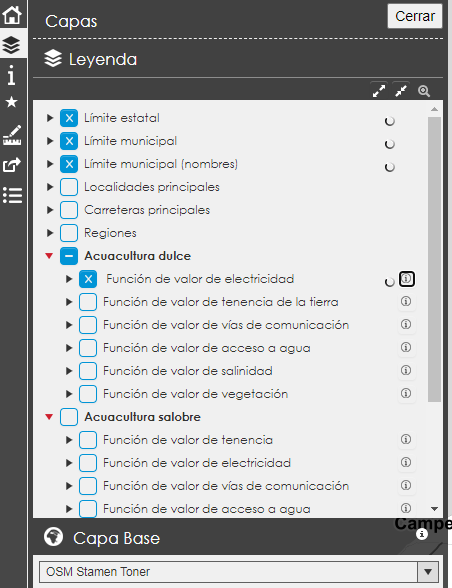 Capas
Cerrar
Leyenda
Límite estatal
Límite municipal
Límite municipal (nombres)
Localidades principales
Carreteras principales
Regiones
Acuacultura dulce
Función de valor de electricidad
Función de valor de tenencia de la tierra
Función de valor de vías de comunicación
Función de valor de acceso a agua
Función de valor de salinidad
Función de valor de vegetación
Acuacultura salobre
Función de valor de tenencia
Función de valor de electricidad
Función de valor de vías de comunicación
Función de valor de acceso a agua
Campe
Capa Base
OSM Stamen Toner